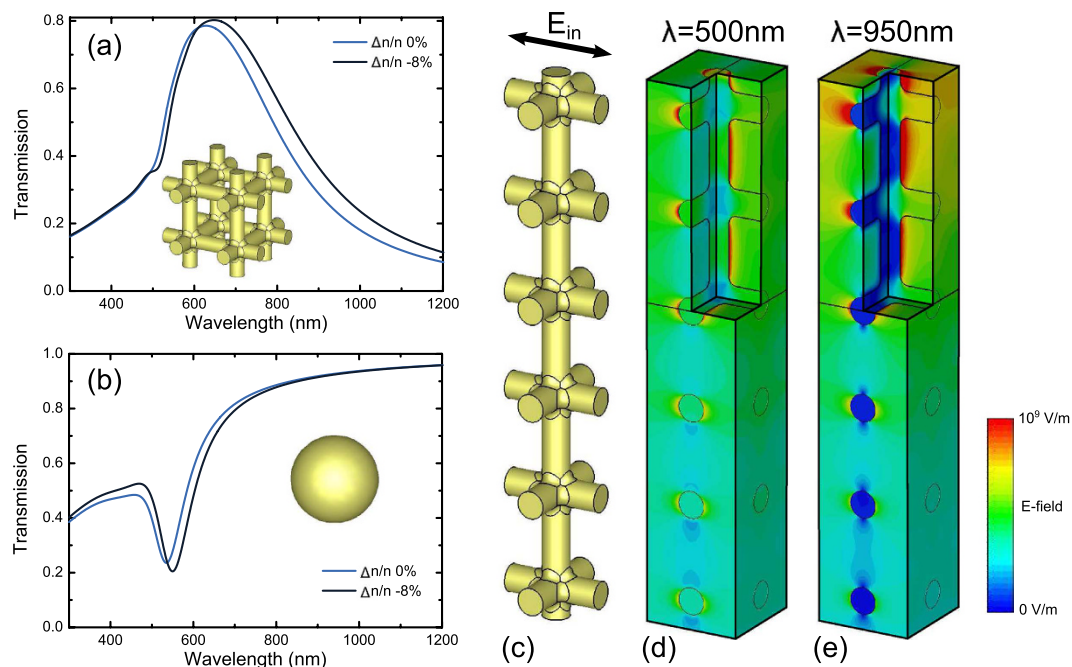 (a)
Δn/n 0%
Δn/n -8%
Transmission
0.8
0.6
0.4
0.2
0.0
400 600 800 1000 1200
Wavelength (nm)
(b)
Δn/n 0%
Δn/n -8%
Transmission
1.0
0.8
0.6
0.4
0.2
0.0
400 600 800 1000 1200
Wavelength (nm)
E_in
(c)
λ=500nm
(d)
λ=950nm
(e)
10⁹ V/m
E-field
0 V/m